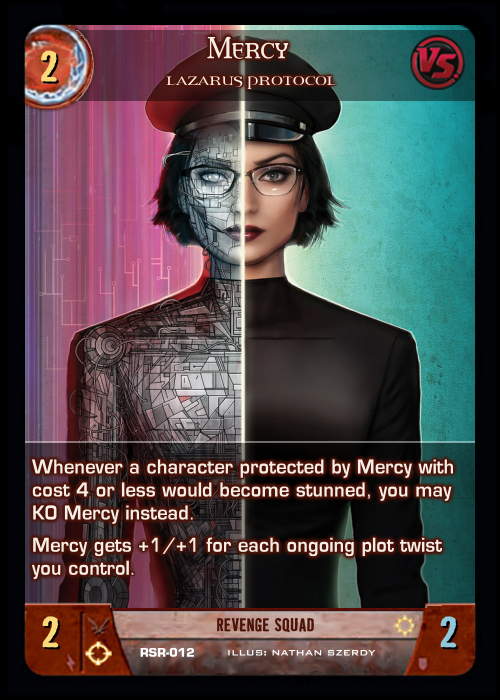 2
Mercy
Lazarus Protocol
VS
Whenever a character protected by Mercy with
cost 4 or less would become stunned, you may
KO Mercy instead.
Mercy gets +1/+1 for each ongoing plot twist
you control.
2
REVENGE SQUAD
2
RSR-012 ILLUS: NATHAN SZERDY